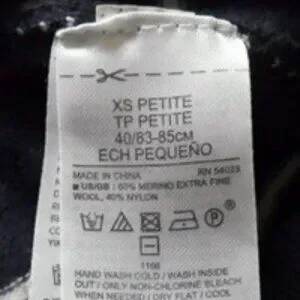 XS PETITE
TP PETITE
40/83-85CM
ECH PEQUEÑO
MADE IN CHINA RN 54023
US/GB: 60% MERINO EXTRA FINE
WOOL, 40% NYLON
P
1166
HAND WASH COLD / WASH INSIDE
OUT / ONLY NON-CHLORINE BLEACH
WHEN NEEDED / DRY FLAT / COOL